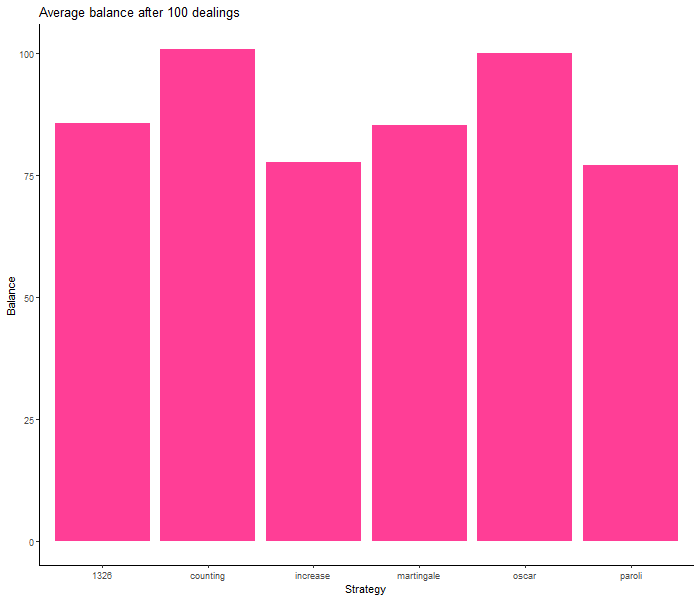 Average balance after 100 dealings
Balance
100
75
50
25
0
1326 counting increase martingale oscar paroli
Strategy